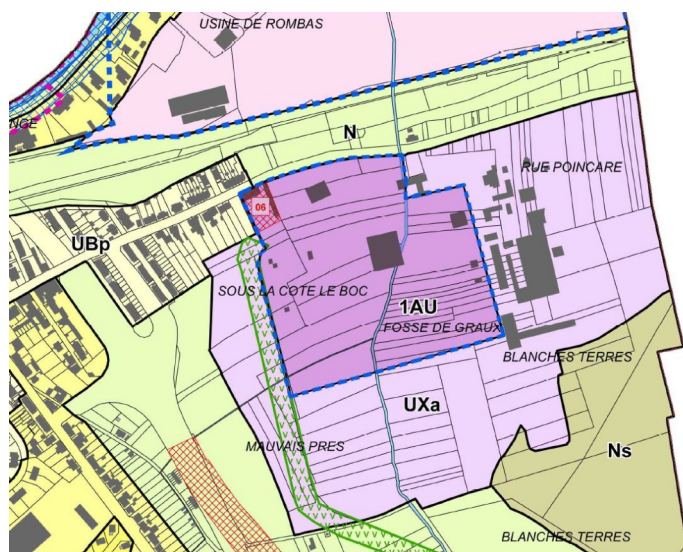 USINE DE ROMBAS
NGE
N
RUE POINCARE
06
UBp
SOUS LA COTE LE BOC
1AU
FOSSE DE GRAUX
BLANCHES TERRES
UXa
MAUVAIS PRES
Ns
BLANCHES TERRES